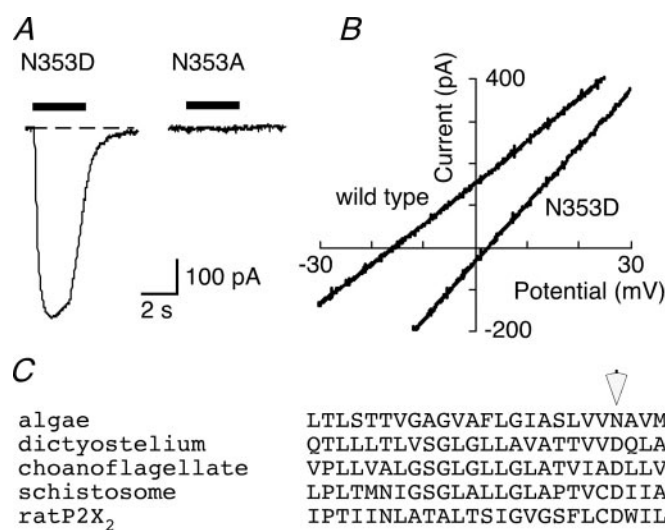 A
N353D N353A
100 pA
2 s
B
400
Current (pA)
wild type
N353D
-30
30
Potential (mV)
-200
C
algae LTLSTTVGAGVAFLGIASLVVNAVM
dictyostelium QTLLLTLVSGLGLLAVATTVVDQLA
choanoflagellate VPLLVALGSGLGLLGLATVIADLLV
schistosome LPLTMNIGSGLALLGLAPTVCDIIA
ratP2X2 IPTIINLATALTSIGVGSFLCDWIL